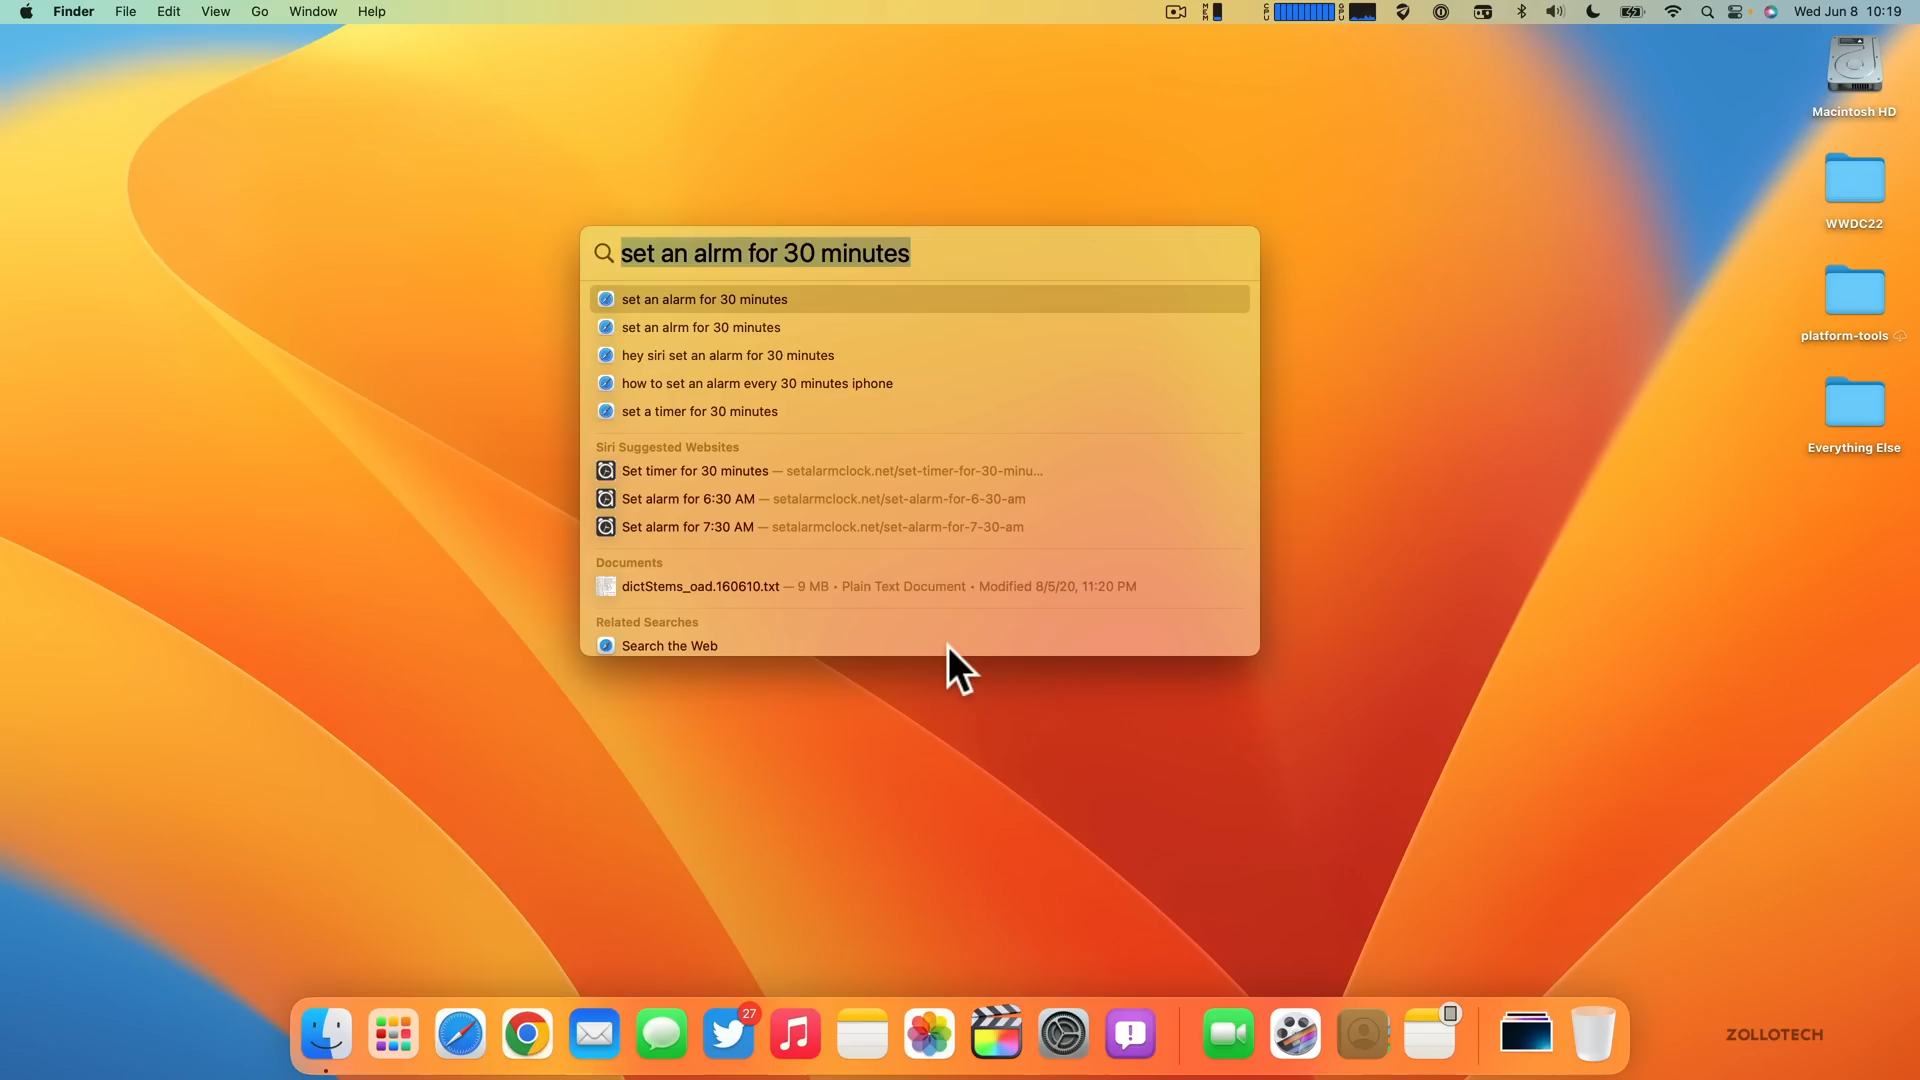 Finder File Edit View Go Window Help
MEM CPU GPU Wed Jun 8 10:19
Macintosh HD
WWDC22
platform-tools
Everything Else
set an alrm for 30 minutes
set an alarm for 30 minutes
set an alrm for 30 minutes
hey siri set an alarm for 30 minutes
how to set an alarm every 30 minutes iphone
set a timer for 30 minutes
Siri Suggested Websites
Set timer for 30 minutes — setalarmclock.net/set-timer-for-30-minu...
Set alarm for 6:30 AM — setalarmclock.net/set-alarm-for-6-30-am
Set alarm for 7:30 AM — setalarmclock.net/set-alarm-for-7-30-am
Documents
dictStems_oad.160610.txt — 9 MB • Plain Text Document • Modified 8/5/20, 11:20 PM
Related Searches
Search the Web
27
ZOLLOTECH